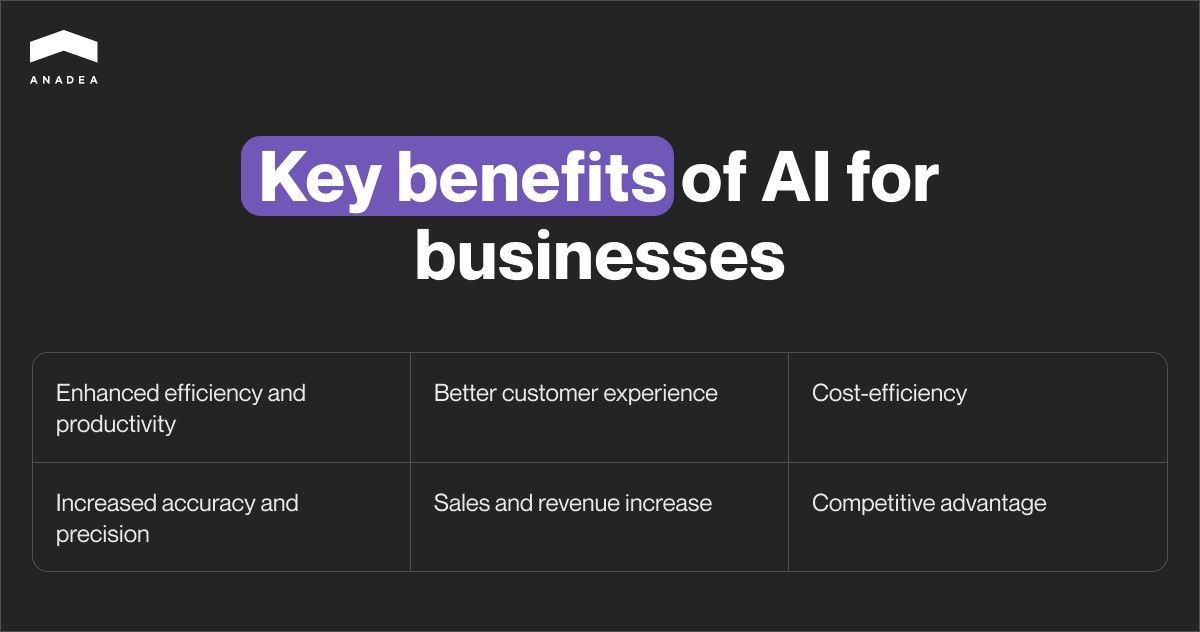 ANADEA
Key benefits of AI for
businesses
Enhanced efficiency and
productivity
Better customer experience
Cost-efficiency
Increased accuracy and
precision
Sales and revenue increase
Competitive advantage